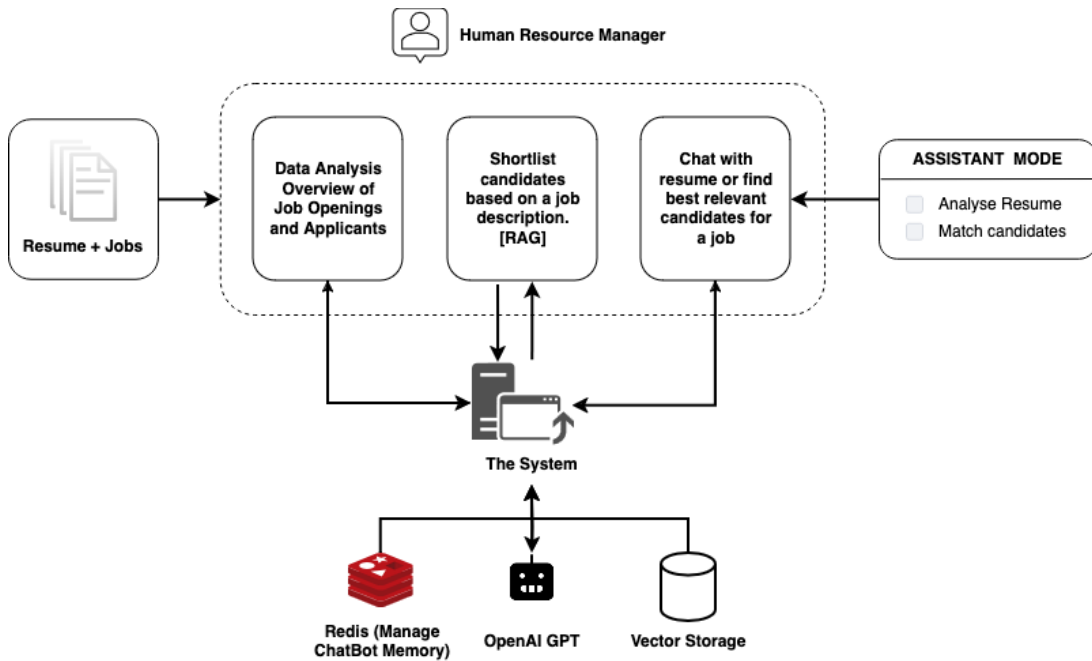 Human Resource Manager
Resume + Jobs
Data Analysis
Overview of
Job Openings
and Applicants
Shortlist
candidates
based on a job
description.
[RAG]
Chat with
resume or find
best relevant
candidates for
a job
ASSISTANT MODE
Analyse Resume
Match candidates
The System
Redis (Manage
ChatBot Memory)
OpenAI GPT
Vector Storage